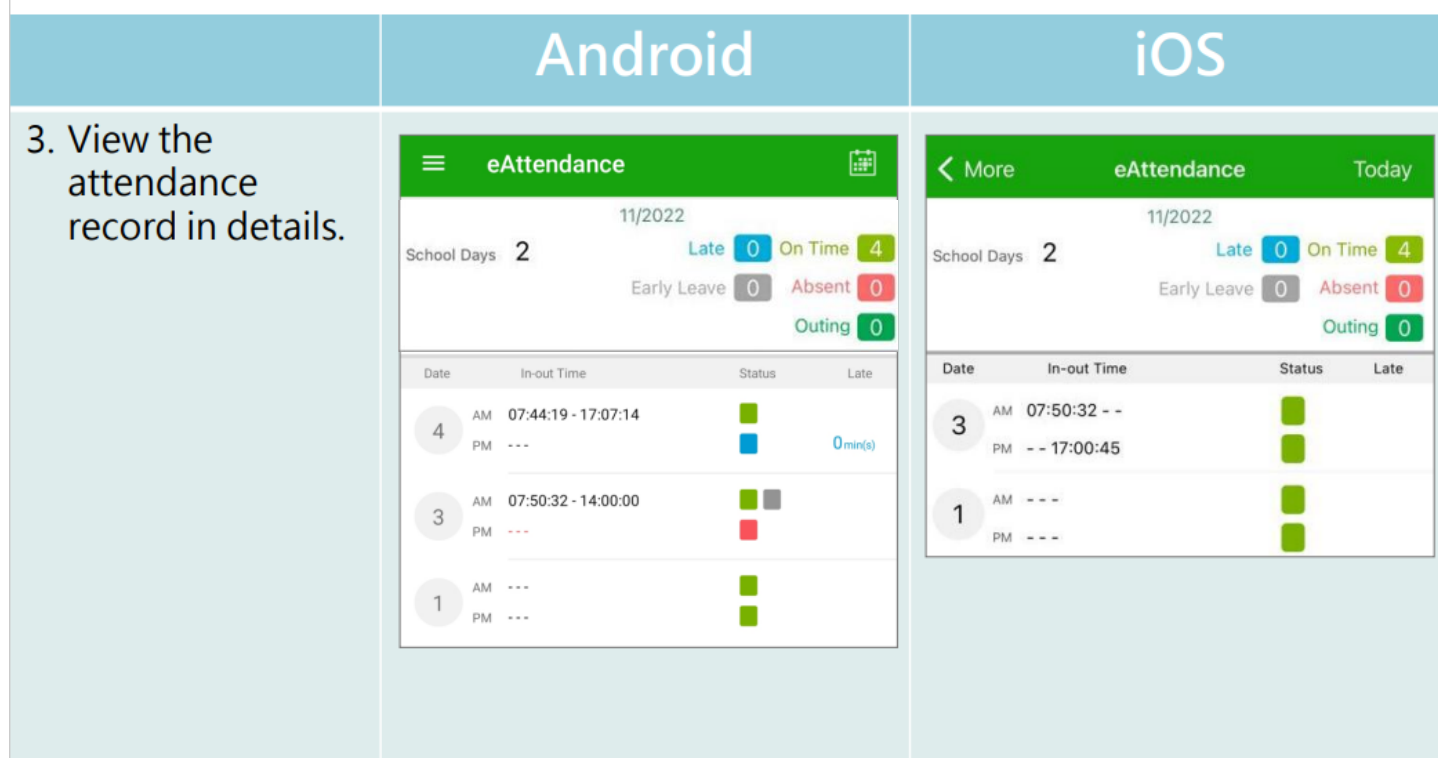 Android
iOS
3. View the
attendance
record in details.
eAttendance
11/2022
School Days 2
Late 0 On Time 4
Early Leave 0 Absent 0
Outing 0
Date In-out Time Status Late
4 AM 07:44:19 - 17:07:14
PM - - - 0 min(s)
3 AM 07:50:32 - 14:00:00
PM - - -
1 AM - - -
PM - - -
< More eAttendance Today
11/2022
School Days 2
Late 0 On Time 4
Early Leave 0 Absent 0
Outing 0
Date In-out Time Status Late
3 AM 07:50:32 - -
PM - - 17:00:45
1 AM - - -
PM - - -